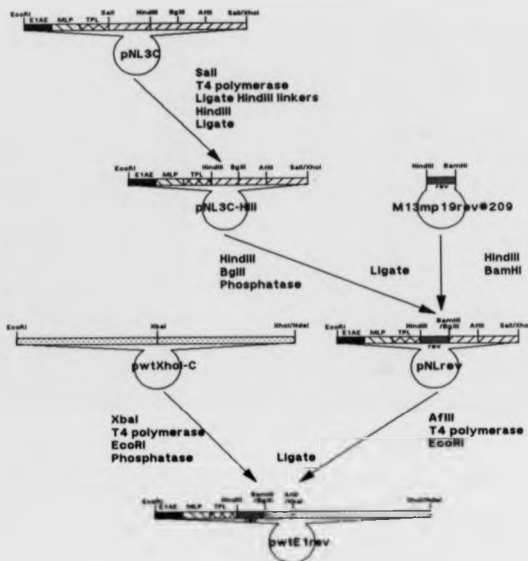 EcoRI SalI HindIII BglII AflII SalI/XhoI
E1AE MLP TPL
pNL3C
SalI
T4 polymerase
Ligate HindIII linkers
HindIII
Ligate
EcoRI HindIII BglII AflII SalI/XhoI
E1AE MLP TPL
pNL3C-HIII
HindIII BamHI
rev
M13mp19rev#209
HindIII
BglII
Phosphatase
Ligate
HindIII
BamHI
EcoRI XbaI XhoI/NdeI
pwtXhoI-C
EcoRI HindIII BamHI/BglII AflII SalI/XhoI
E1AE MLP TPL
rev
pNLrev
XbaI
T4 polymerase
EcoRI
Phosphatase
Ligate
AflII
T4 polymerase
EcoRI
EcoRI HindIII BamHI/BglII AflII/XbaI XhoI/NdeI
E1AE MLP TPL
pwtE1rev